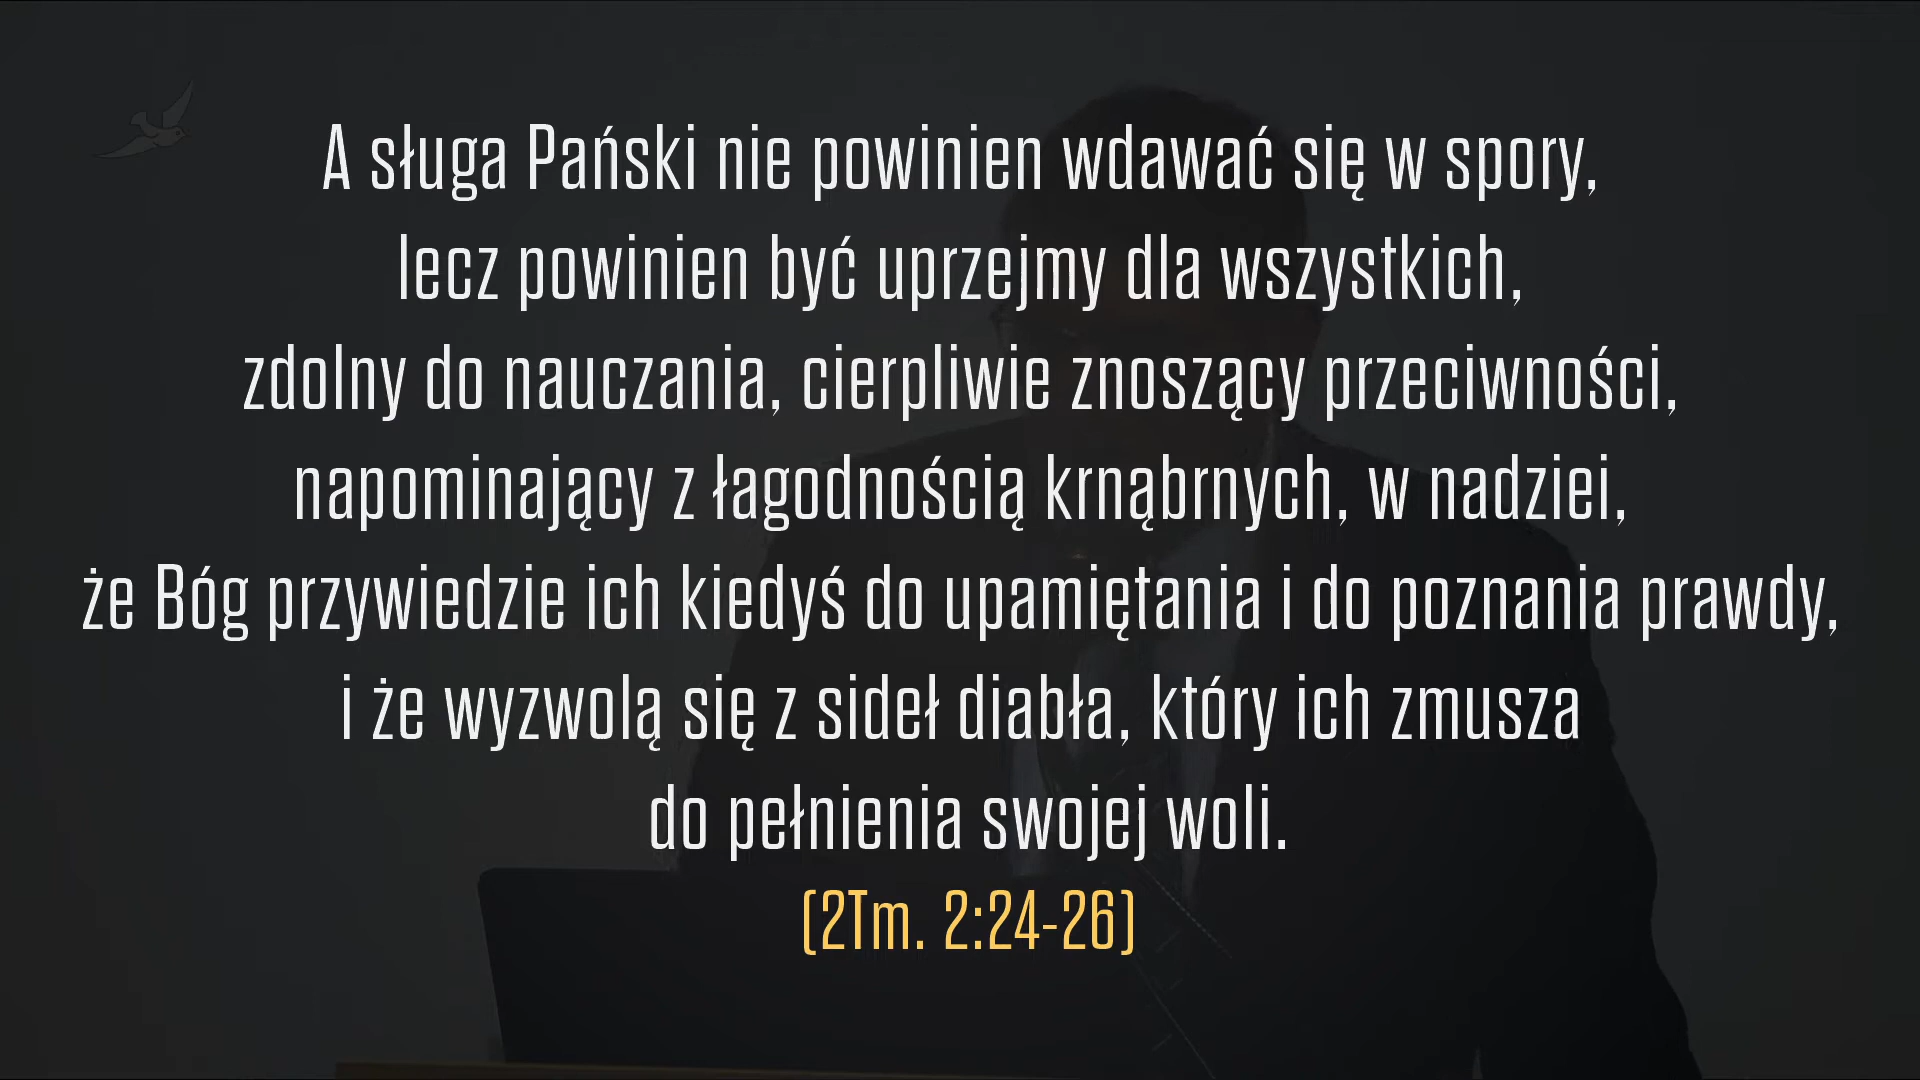 A sługa Pański nie powinien wdawać się w spory,
lecz powinien być uprzejmy dla wszystkich,
zdolny do nauczania, cierpliwie znoszący przeciwności,
napominający z łagodnością krnąbrnych, w nadziei,
że Bóg przywiedzie ich kiedyś do upamiętania i do poznania prawdy,
i że wyzwolą się z sideł diabła, który ich zmusza
do pełnienia swojej woli.
(2Tm. 2:24-26)